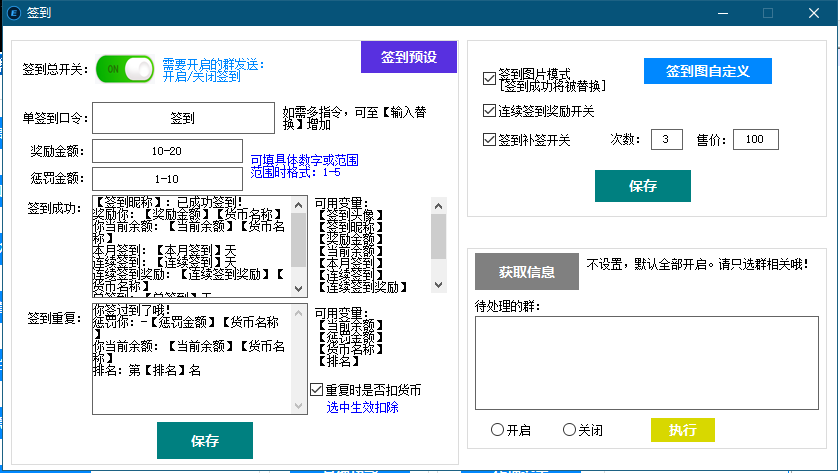 签到
签到总开关：
ON
需要开启的群发送：
开启/关闭签到
签到预设
单签到口令：
签到
如需多指令，可至【输入替
换】增加
奖励金额：
10-20
惩罚金额：
1-10
可填具体数字或范围
范围时格式：1-5
签到成功：
【签到昵称】：已成功签到！
奖励你：【奖励金额】【货币名称】
你当前余额：【当前余额】【货币名
称】
本月签到：【本月签到】天
连续签到：【连续签到】天
连续签到奖励：【连续签到奖励】【
货币名称】
总签到：【总签到】天
可用变量：
【签到头像】
【签到昵称】
【奖励金额】
【当前余额】
【本月签到】
【连续签到】
【连续签到奖励】
签到重复：
你签过到了哦！
惩罚你：-【惩罚金额】【货币名称
】
你当前余额：【当前余额】【货币名
称】
排名：第【排名】名
可用变量：
【当前余额】
【惩罚金额】
【货币名称】
【排名】
重复时是否扣货币
选中生效扣除
保存
签到图片模式
[签到成功将被替换]
签到图自定义
连续签到奖励开关
签到补签开关
次数：
3
售价：
100
保存
获取信息
不设置，默认全部开启。请只选群相关哦！
待处理的群：
开启
关闭
执行